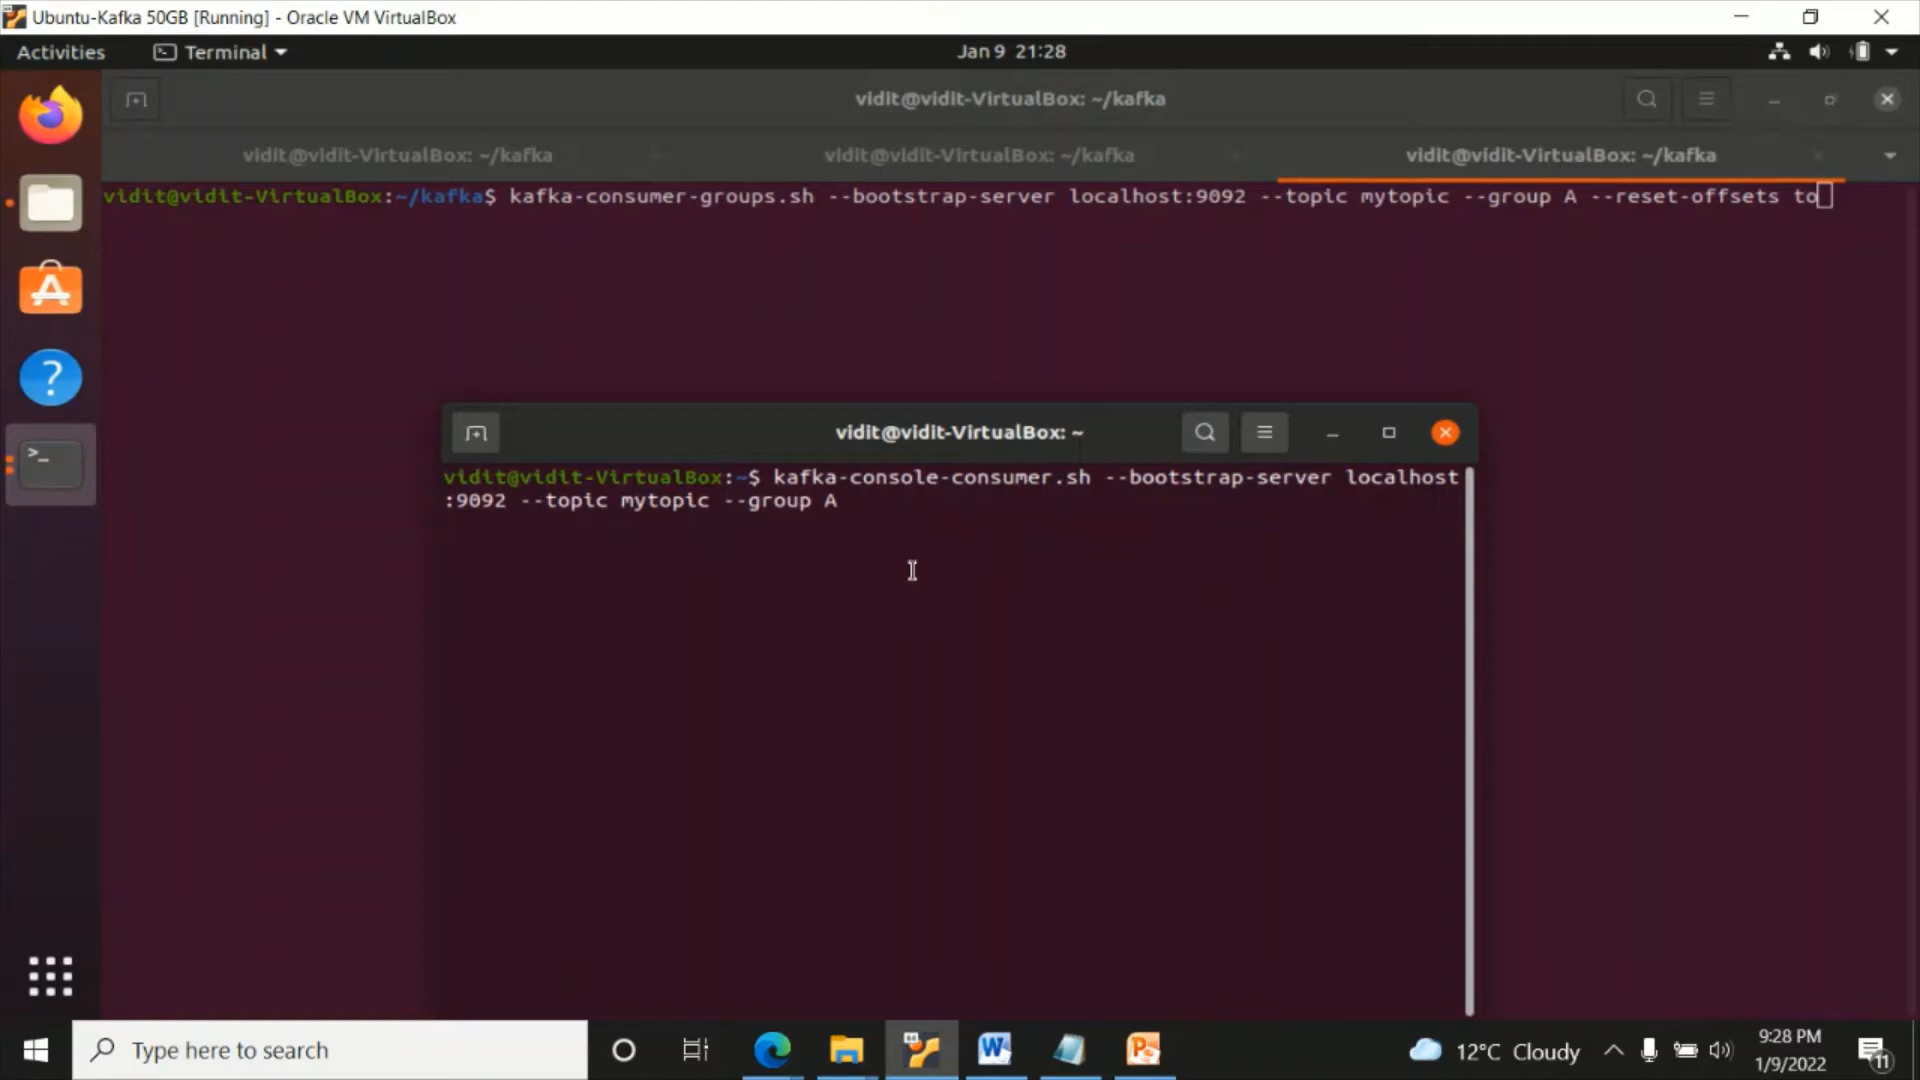 Ubuntu-Kafka 50GB [Running] - Oracle VM VirtualBox
Activities
Terminal
Jan 9 21:28
vidit@vidit-VirtualBox: ~/kafka
vidit@vidit-VirtualBox: ~/kafka
vidit@vidit-VirtualBox: ~/kafka
vidit@vidit-VirtualBox: ~/kafka
vidit@vidit-VirtualBox:~/kafka$ kafka-consumer-groups.sh --bootstrap-server localhost:9092 --topic mytopic --group A --reset-offsets to
vidit@vidit-VirtualBox: ~
vidit@vidit-VirtualBox:~$ kafka-console-consumer.sh --bootstrap-server localhost
:9092 --topic mytopic --group A
Type here to search
12°C Cloudy
9:28 PM
1/9/2022
11